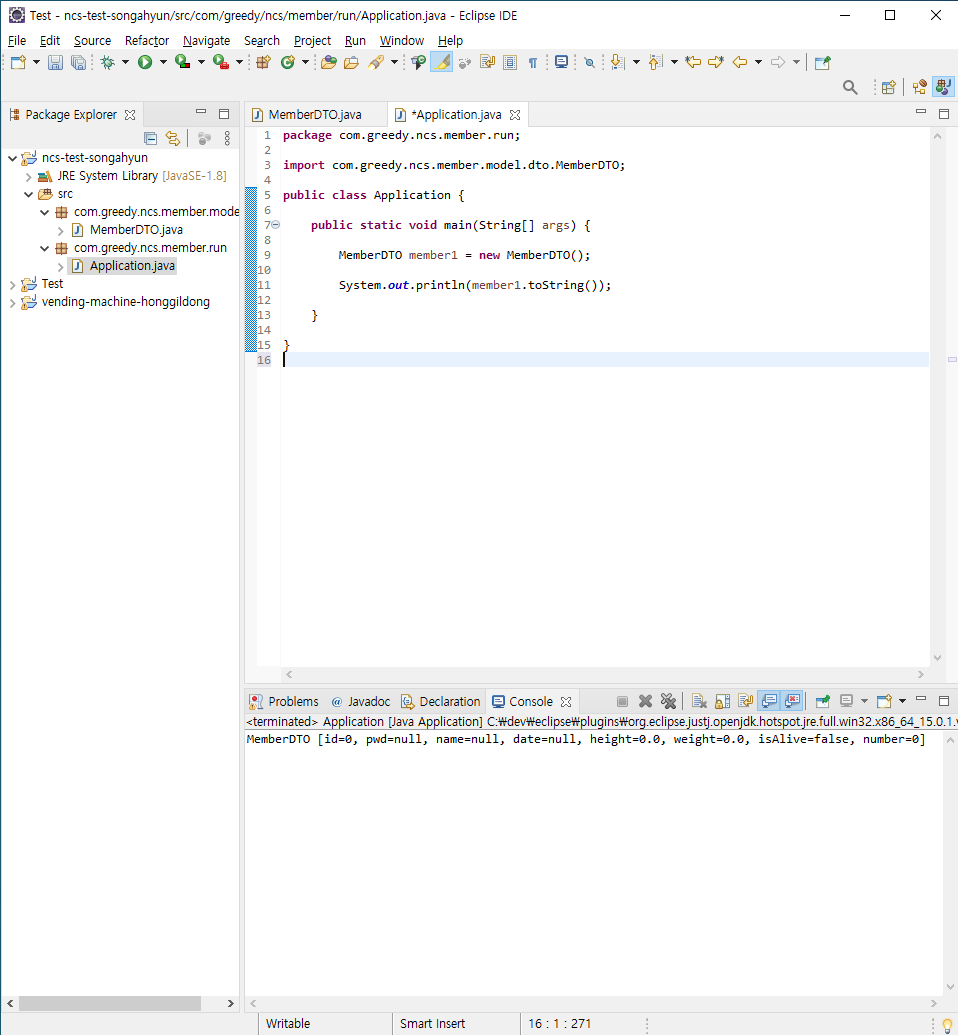 Test - ncs-test-songahyun/src/com/greedy/ncs/member/run/Application.java - Eclipse IDE
File Edit Source Refactor Navigate Search Project Run Window Help
Package Explorer
ncs-test-songahyun
JRE System Library [JavaSE-1.8]
src
com.greedy.ncs.member.mode
MemberDTO.java
com.greedy.ncs.member.run
Application.java
Test
vending-machine-honggildong
MemberDTO.java *Application.java
1 package com.greedy.ncs.member.run;
2
3 import com.greedy.ncs.member.model.dto.MemberDTO;
4
5 public class Application {
6
7 public static void main(String[] args) {
8
9 MemberDTO member1 = new MemberDTO();
10
11 System.out.println(member1.toString());
12
13 }
14
15 }
16
Problems @ Javadoc Declaration Console
<terminated> Application [Java Application] C:₩dev₩eclipse₩plugins₩org.eclipse.justj.openjdk.hotspot.jre.full.win32.x86_64_15.0.1.v
MemberDTO [id=0, pwd=null, name=null, date=null, height=0.0, weight=0.0, isAlive=false, number=0]
Writable Smart Insert 16 : 1 : 271